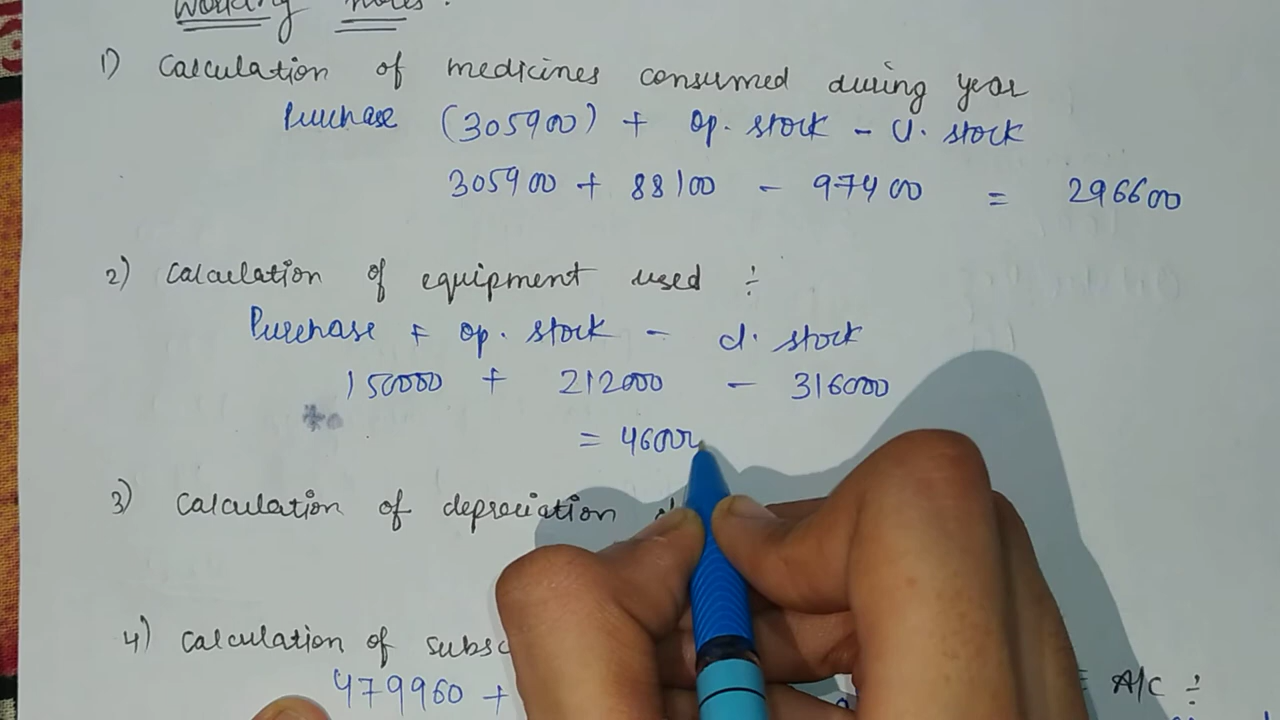 Working notes:
1) Calculation of medicines consumed during year
Purchase (305900) + op. stock - cl. stock
305900 + 88100 - 97400 = 296600
2) Calculation of equipment used ÷
Purchase + op. stock - cl. stock
150000 + 212000 - 316000
= 4600
3) Calculation of depreciation
4) Calculation of subsc A/c ÷
479960 +